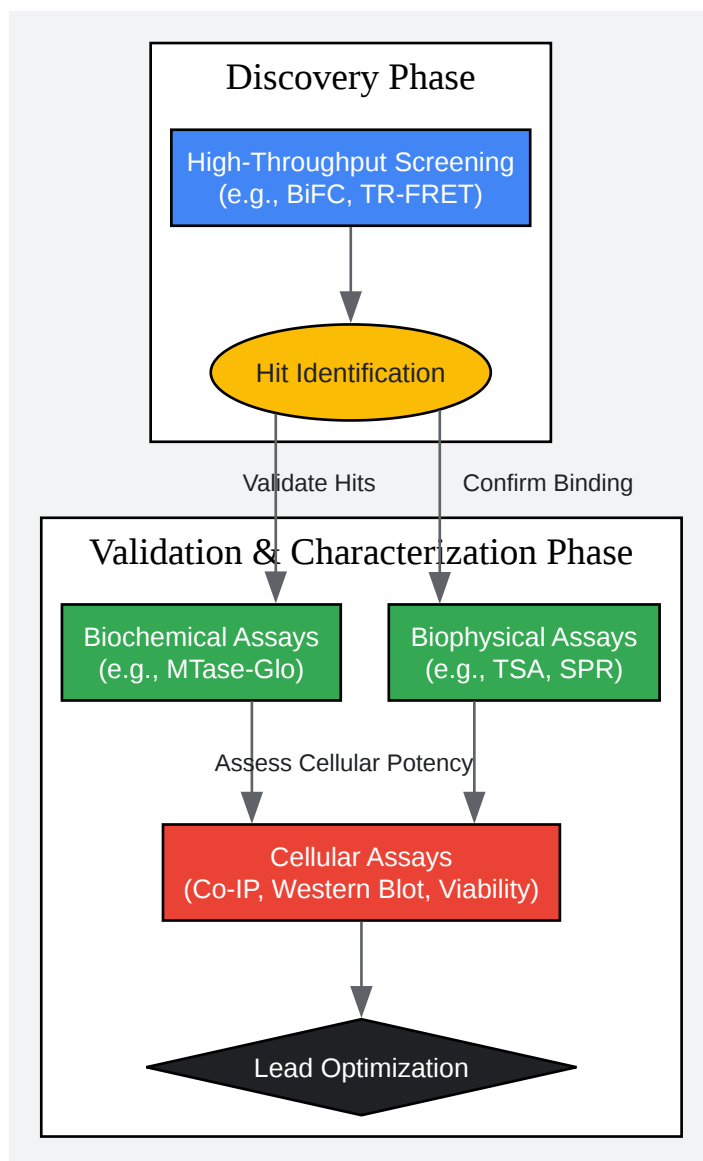 Discovery Phase
High-Throughput Screening
(e.g., BiFC, TR-FRET)
Hit Identification
Validate Hits
Confirm Binding
Validation & Characterization Phase
Biochemical Assays
(e.g., MTase-Glo)
Biophysical Assays
(e.g., TSA, SPR)
Assess Cellular Potency
Cellular Assays
(Co-IP, Western Blot, Viability)
Lead Optimization